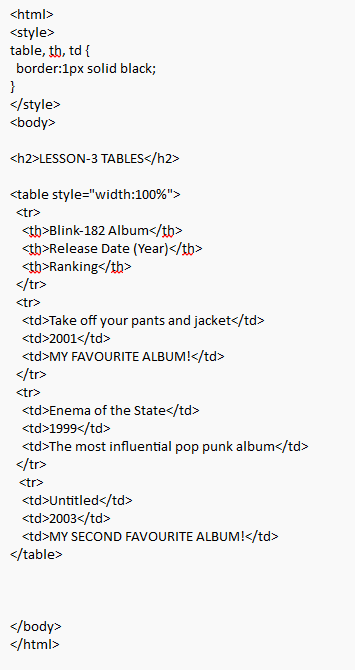 <html>
<style>
table, th, td {
  border:1px solid black;
}
</style>
<body>

<h2>LESSON-3 TABLES</h2>

<table style="width:100%">
  <tr>
    <th>Blink-182 Album</th>
    <th>Release Date (Year)</th>
    <th>Ranking</th>
  </tr>
  <tr>
    <td>Take off your pants and jacket</td>
    <td>2001</td>
    <td>MY FAVOURITE ALBUM!</td>
  </tr>
  <tr>
    <td>Enema of the State</td>
    <td>1999</td>
    <td>The most influential pop punk album</td>
  </tr>
   <tr>
    <td>Untitled</td>
    <td>2003</td>
    <td>MY SECOND FAVOURITE ALBUM!</td>
</table>

</body>
</html>